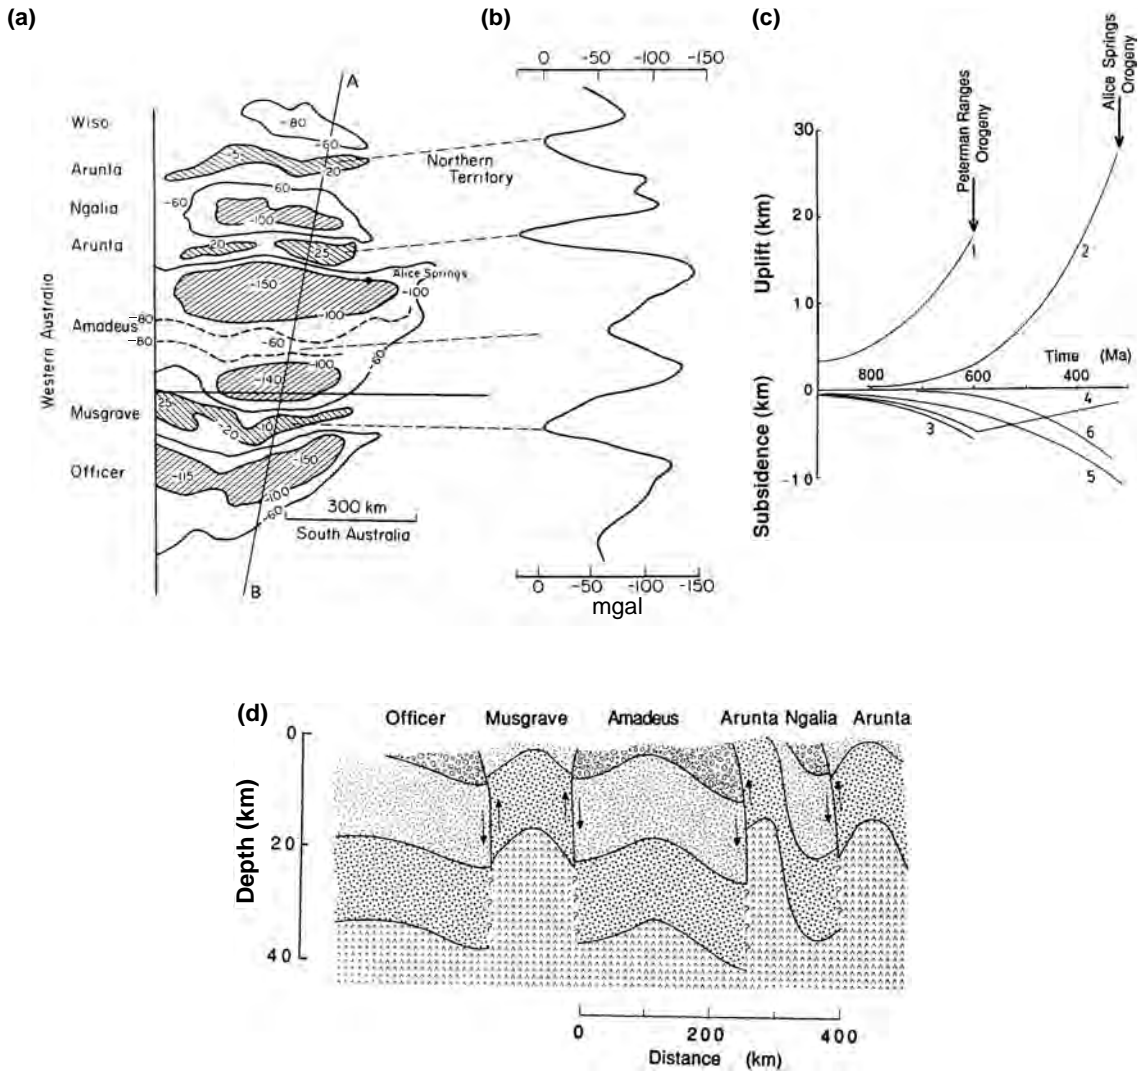 (a)
A
Wiso
-80
-60
Arunta
-5
20
Northern
Territory
Ngalia
60
-60
-100
Arunta
20
25
Alice Springs
-150
-100
-100
Western Australia
Amadeus
-80
-80
-60
-60
-100
-140
Musgrave
25
-20
10
Officer
-115
-150
-100
-60
300 km
South Australia
B
(b)
0 -50 -100 -150
0 -50 -100 -150
mgal
(c)
Peterman Ranges
Orogeny
Alice Springs
Orogeny
Uplift (km)
30
20
10
0
1
2
Time (Ma)
800 600 400
Subsidence (km)
-10
3
4
6
5
(d)
Officer Musgrave Amadeus Arunta Ngalia Arunta
Depth (km)
0
20
40
0 200 400
Distance (km)